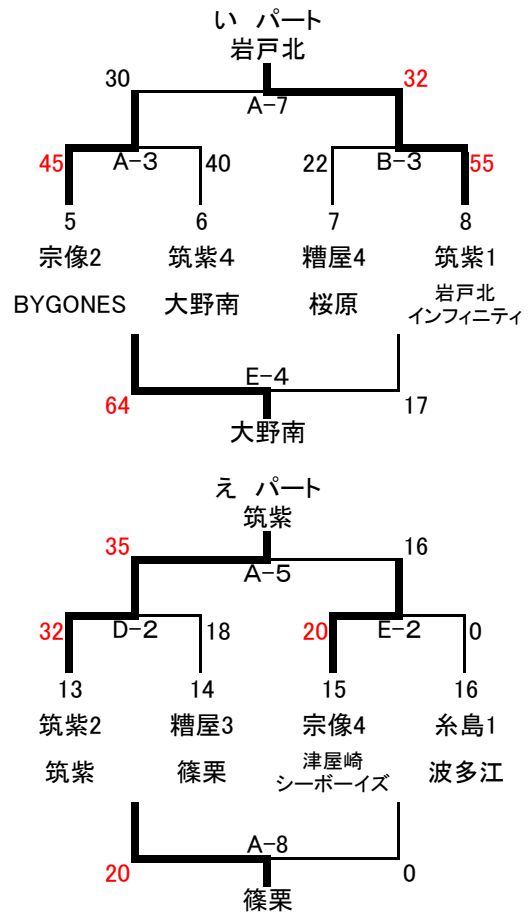 い パート
岩戸北
30 32
A-7
45 A-3 40 22 B-3 55
5 6 7 8
宗像2 筑紫4 糟屋4 筑紫1
BYGONES 大野南 桜原 岩戸北
インフィニティ
E-4
64 17
大野南
え パート
筑紫
35 16
A-5
32 D-2 18 20 E-2 0
13 14 15 16
筑紫2 糟屋3 宗像4 糸島1
筑紫 篠栗 津屋崎 波多江
シーボーイズ
A-8
20 0
篠栗